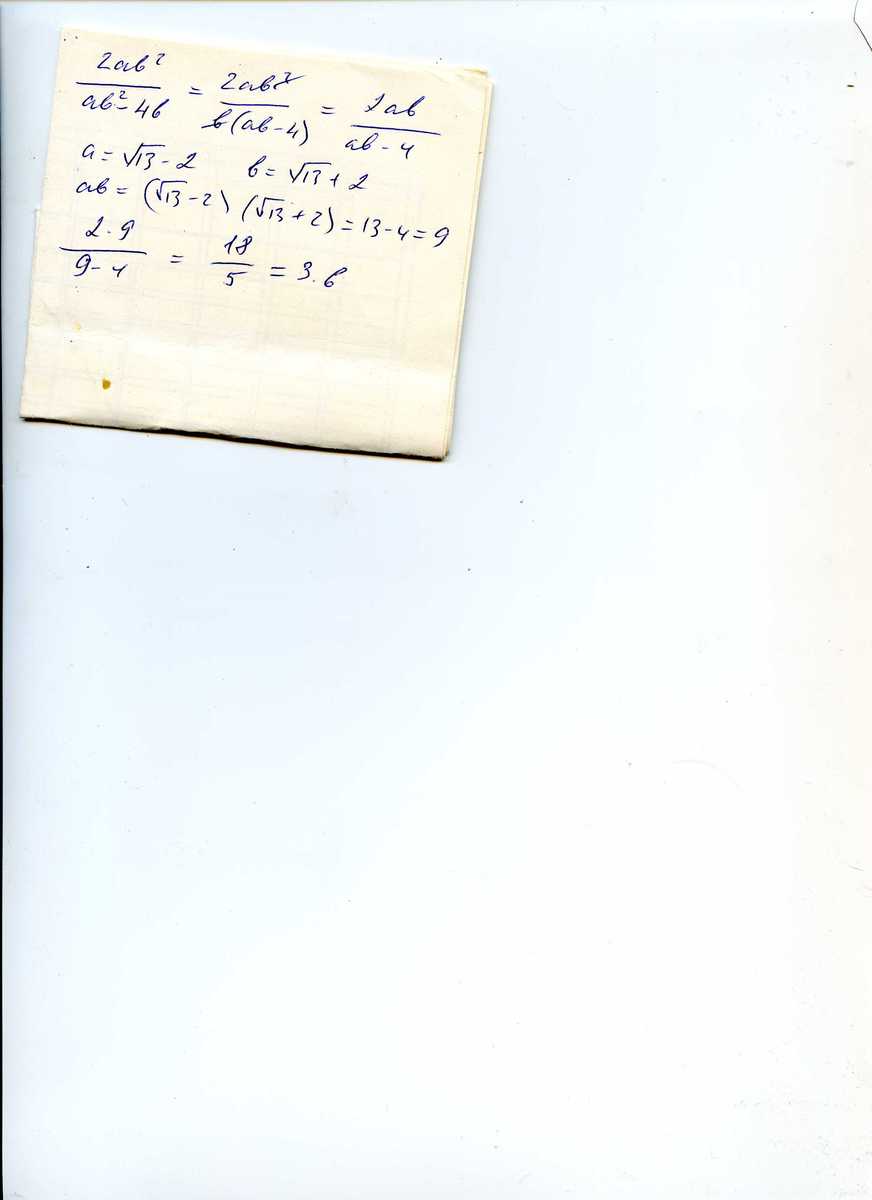 2ab² / ab² - 4b = 2ab² / b(ab - 4) = 2ab / ab - 4
a = √13 - 2 b = √13 + 2
ab = (√13 - 2) (√13 + 2) = 13 - 4 = 9
2·9 / 9 - 4 = 18 / 5 = 3.6